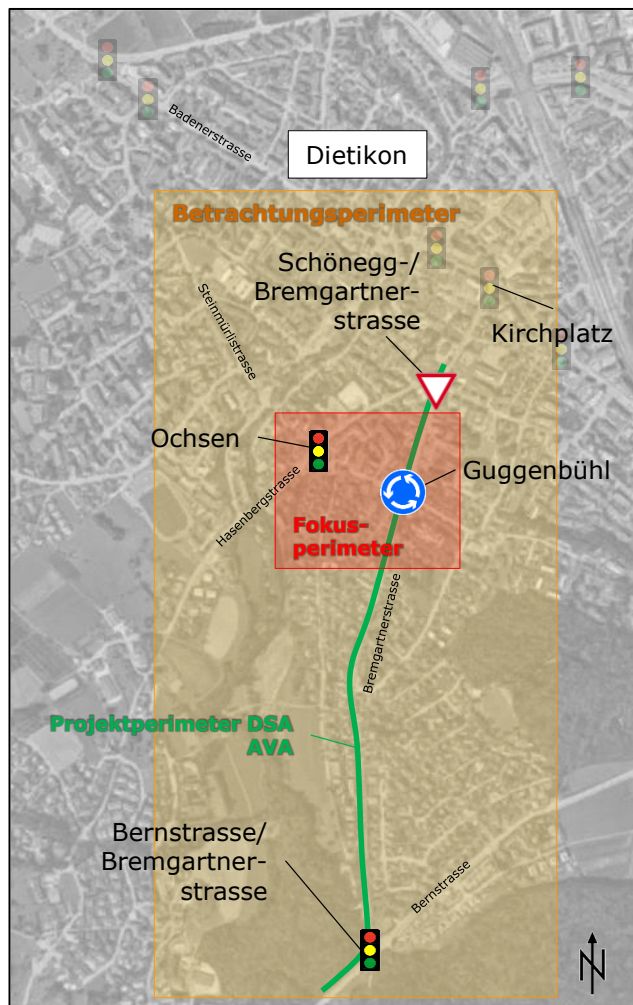 Badenerstrasse
Dietikon
Betrachtungsperimeter
Schönegg-/
Bremgartner-
strasse
Steinmürlistrasse
Kirchplatz
Ochsen
Guggenbühl
Hasenbergstrasse
Fokus-
perimeter
Bremgartnerstrasse
Projektperimeter DSA
AVA
Bernstrasse/
Bremgartner-
strasse
Bernstrasse
N